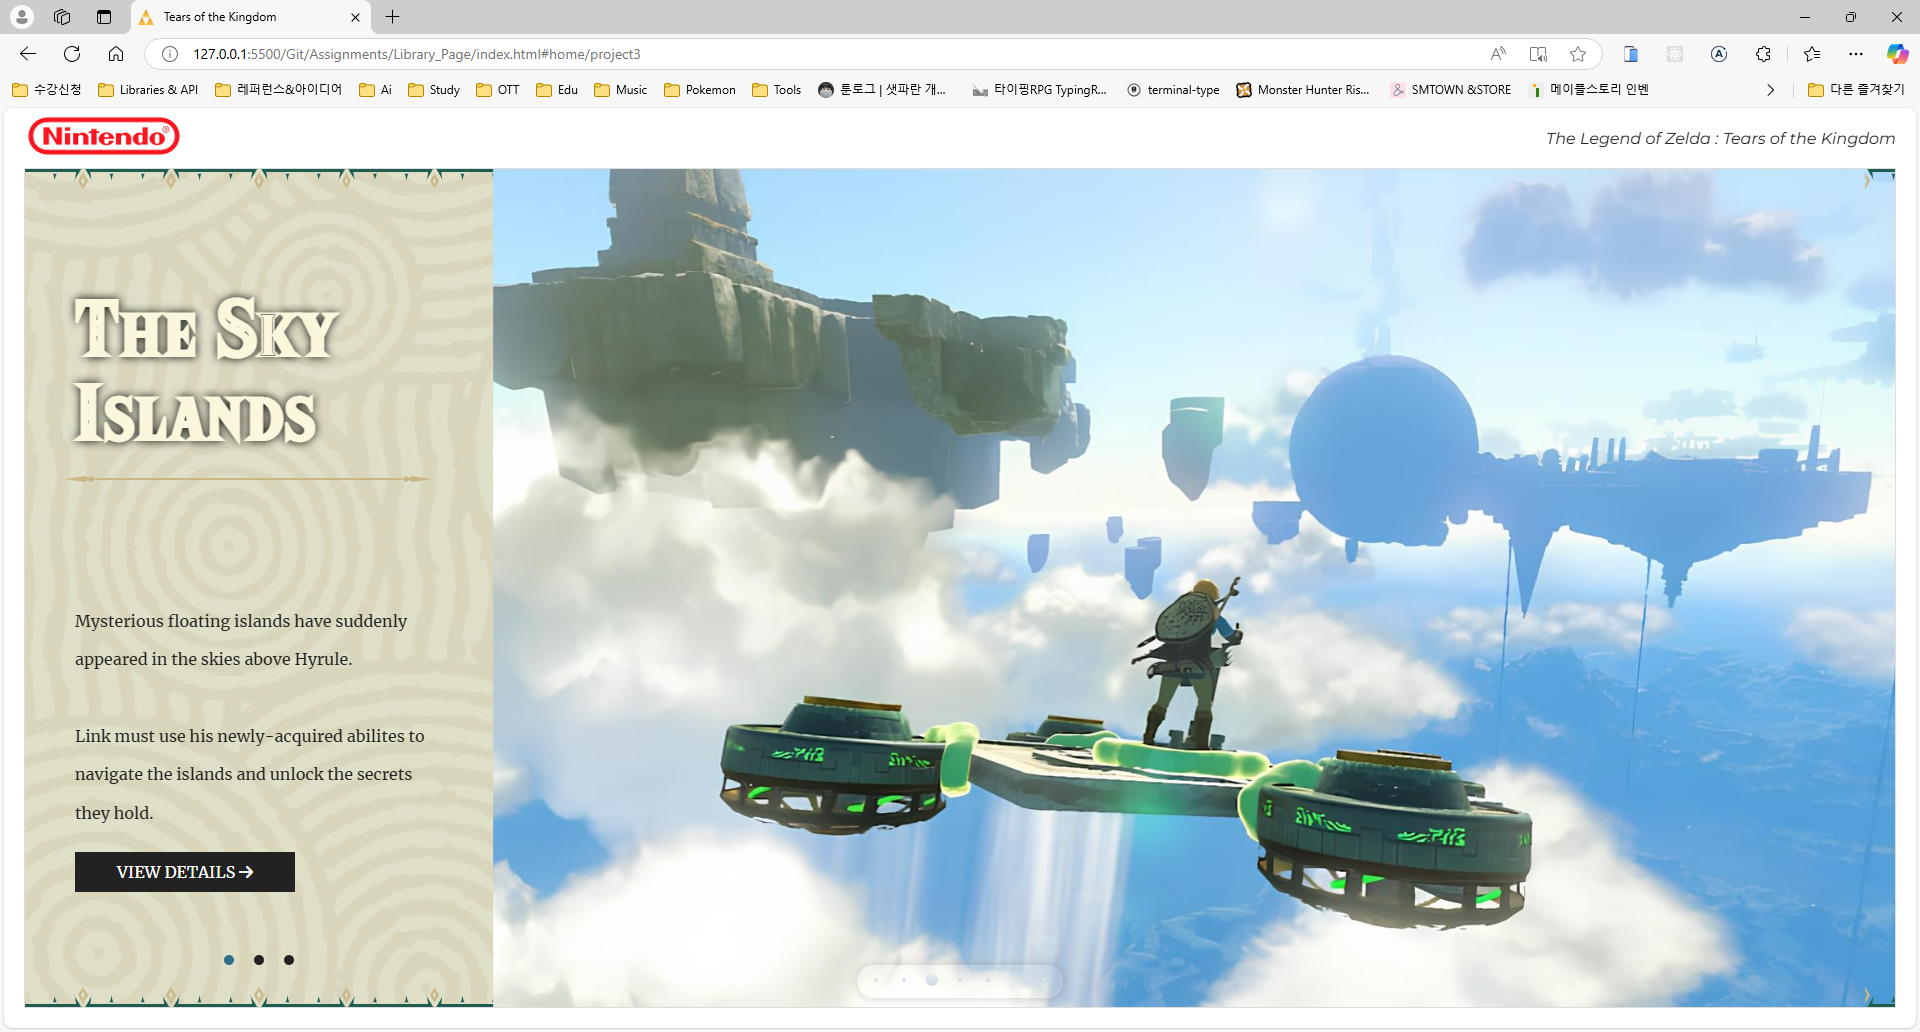 Tears of the Kingdom
127.0.0.1:5500/Git/Assignments/Library_Page/index.html#home/project3
수강신청
Libraries & API
레퍼런스&아이디어
Ai
Study
OTT
Edu
Music
Pokemon
Tools
툰로그 | 샛파란 개...
타이핑RPG TypingR...
terminal-type
Monster Hunter Ris...
SMTOWN &STORE
메이플스토리 인벤
다른 즐겨찾기
Nintendo®
The Legend of Zelda : Tears of the Kingdom
The Sky
Islands
Mysterious floating islands have suddenly
appeared in the skies above Hyrule.
Link must use his newly-acquired abilites to
navigate the islands and unlock the secrets
they hold.
VIEW DETAILS